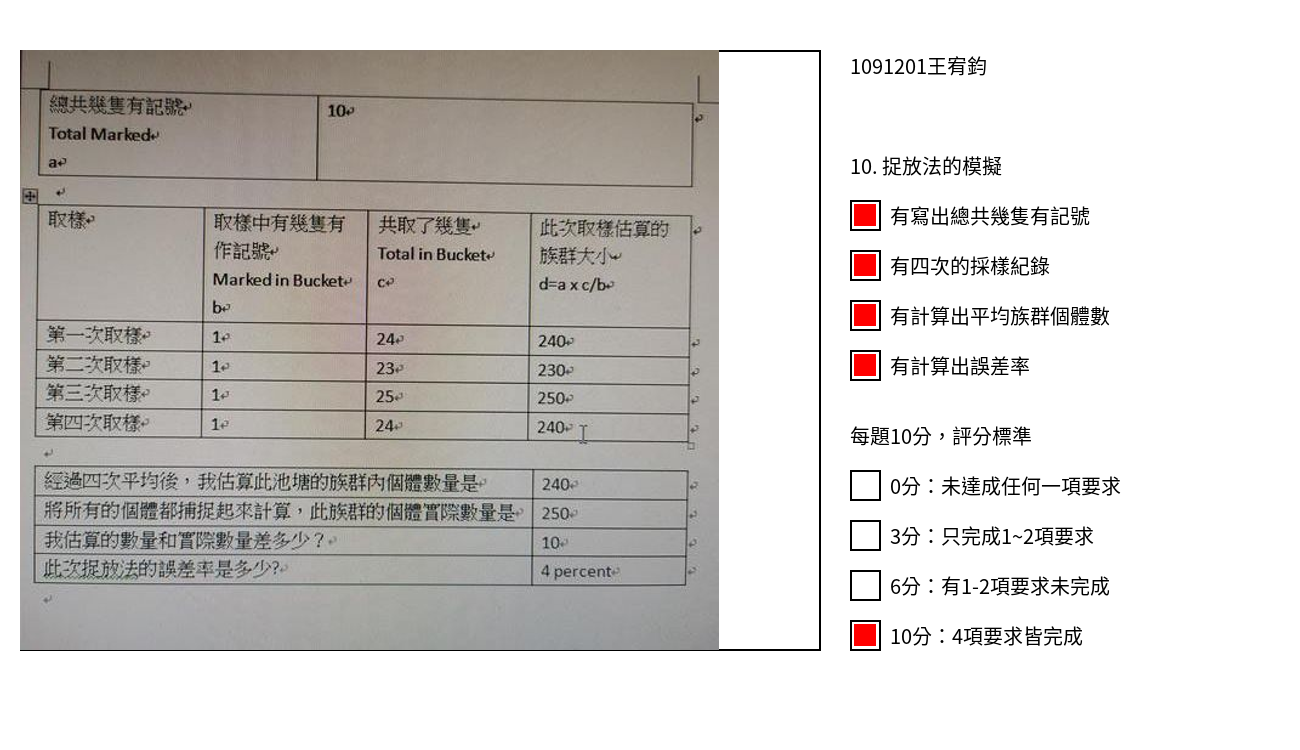 總共幾隻有記號
Total Marked
a
10
取樣
取樣中有幾隻有
作記號
Marked in Bucket
b
共取了幾隻
Total in Bucket
c
此次取樣估算的
族群大小
d=a x c/b
第一次取樣 1 24 240
第二次取樣 1 23 230
第三次取樣 1 25 250
第四次取樣 1 24 240
經過四次平均後，我估算此池塘的族群內個體數量是 240
將所有的個體都捕捉起來計算，此族群的個體實際數量是 250
我估算的數量和實際數量差多少？ 10
此次捉放法的誤差率是多少? 4 percent
1091201王宥鈞
10. 捉放法的模擬
有寫出總共幾隻有記號
有四次的採樣紀錄
有計算出平均族群個體數
有計算出誤差率
每題10分，評分標準
0分：未達成任何一項要求
3分：只完成1~2項要求
6分：有1-2項要求未完成
10分：4項要求皆完成